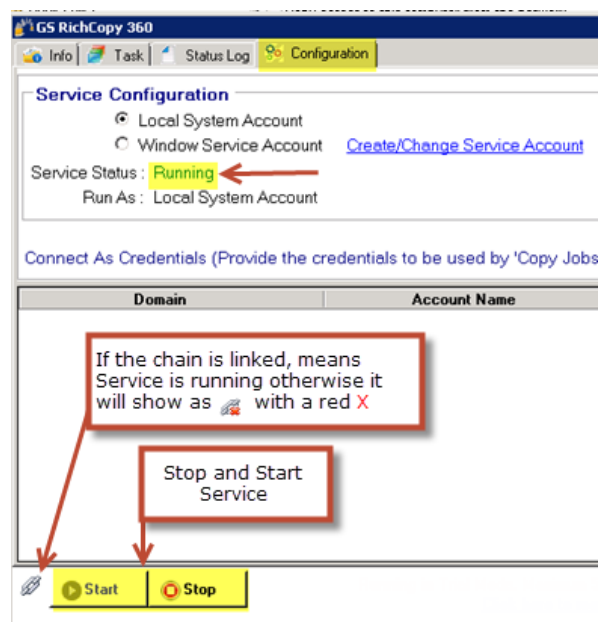 GS RichCopy 360
Info Task Status Log Configuration
Service Configuration
Local System Account
Window Service Account Create/Change Service Account
Service Status : Running
Run As : Local System Account
Connect As Credentials (Provide the credentials to be used by 'Copy Jobs
Domain Account Name
If the chain is linked, means
Service is running otherwise it
will show as with a red X
Stop and Start
Service
Start Stop